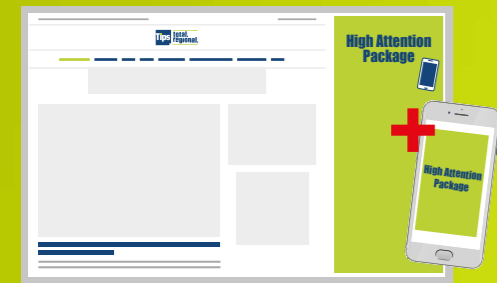 Tips total.
regional.
High Attention
Package
High Attention
Package